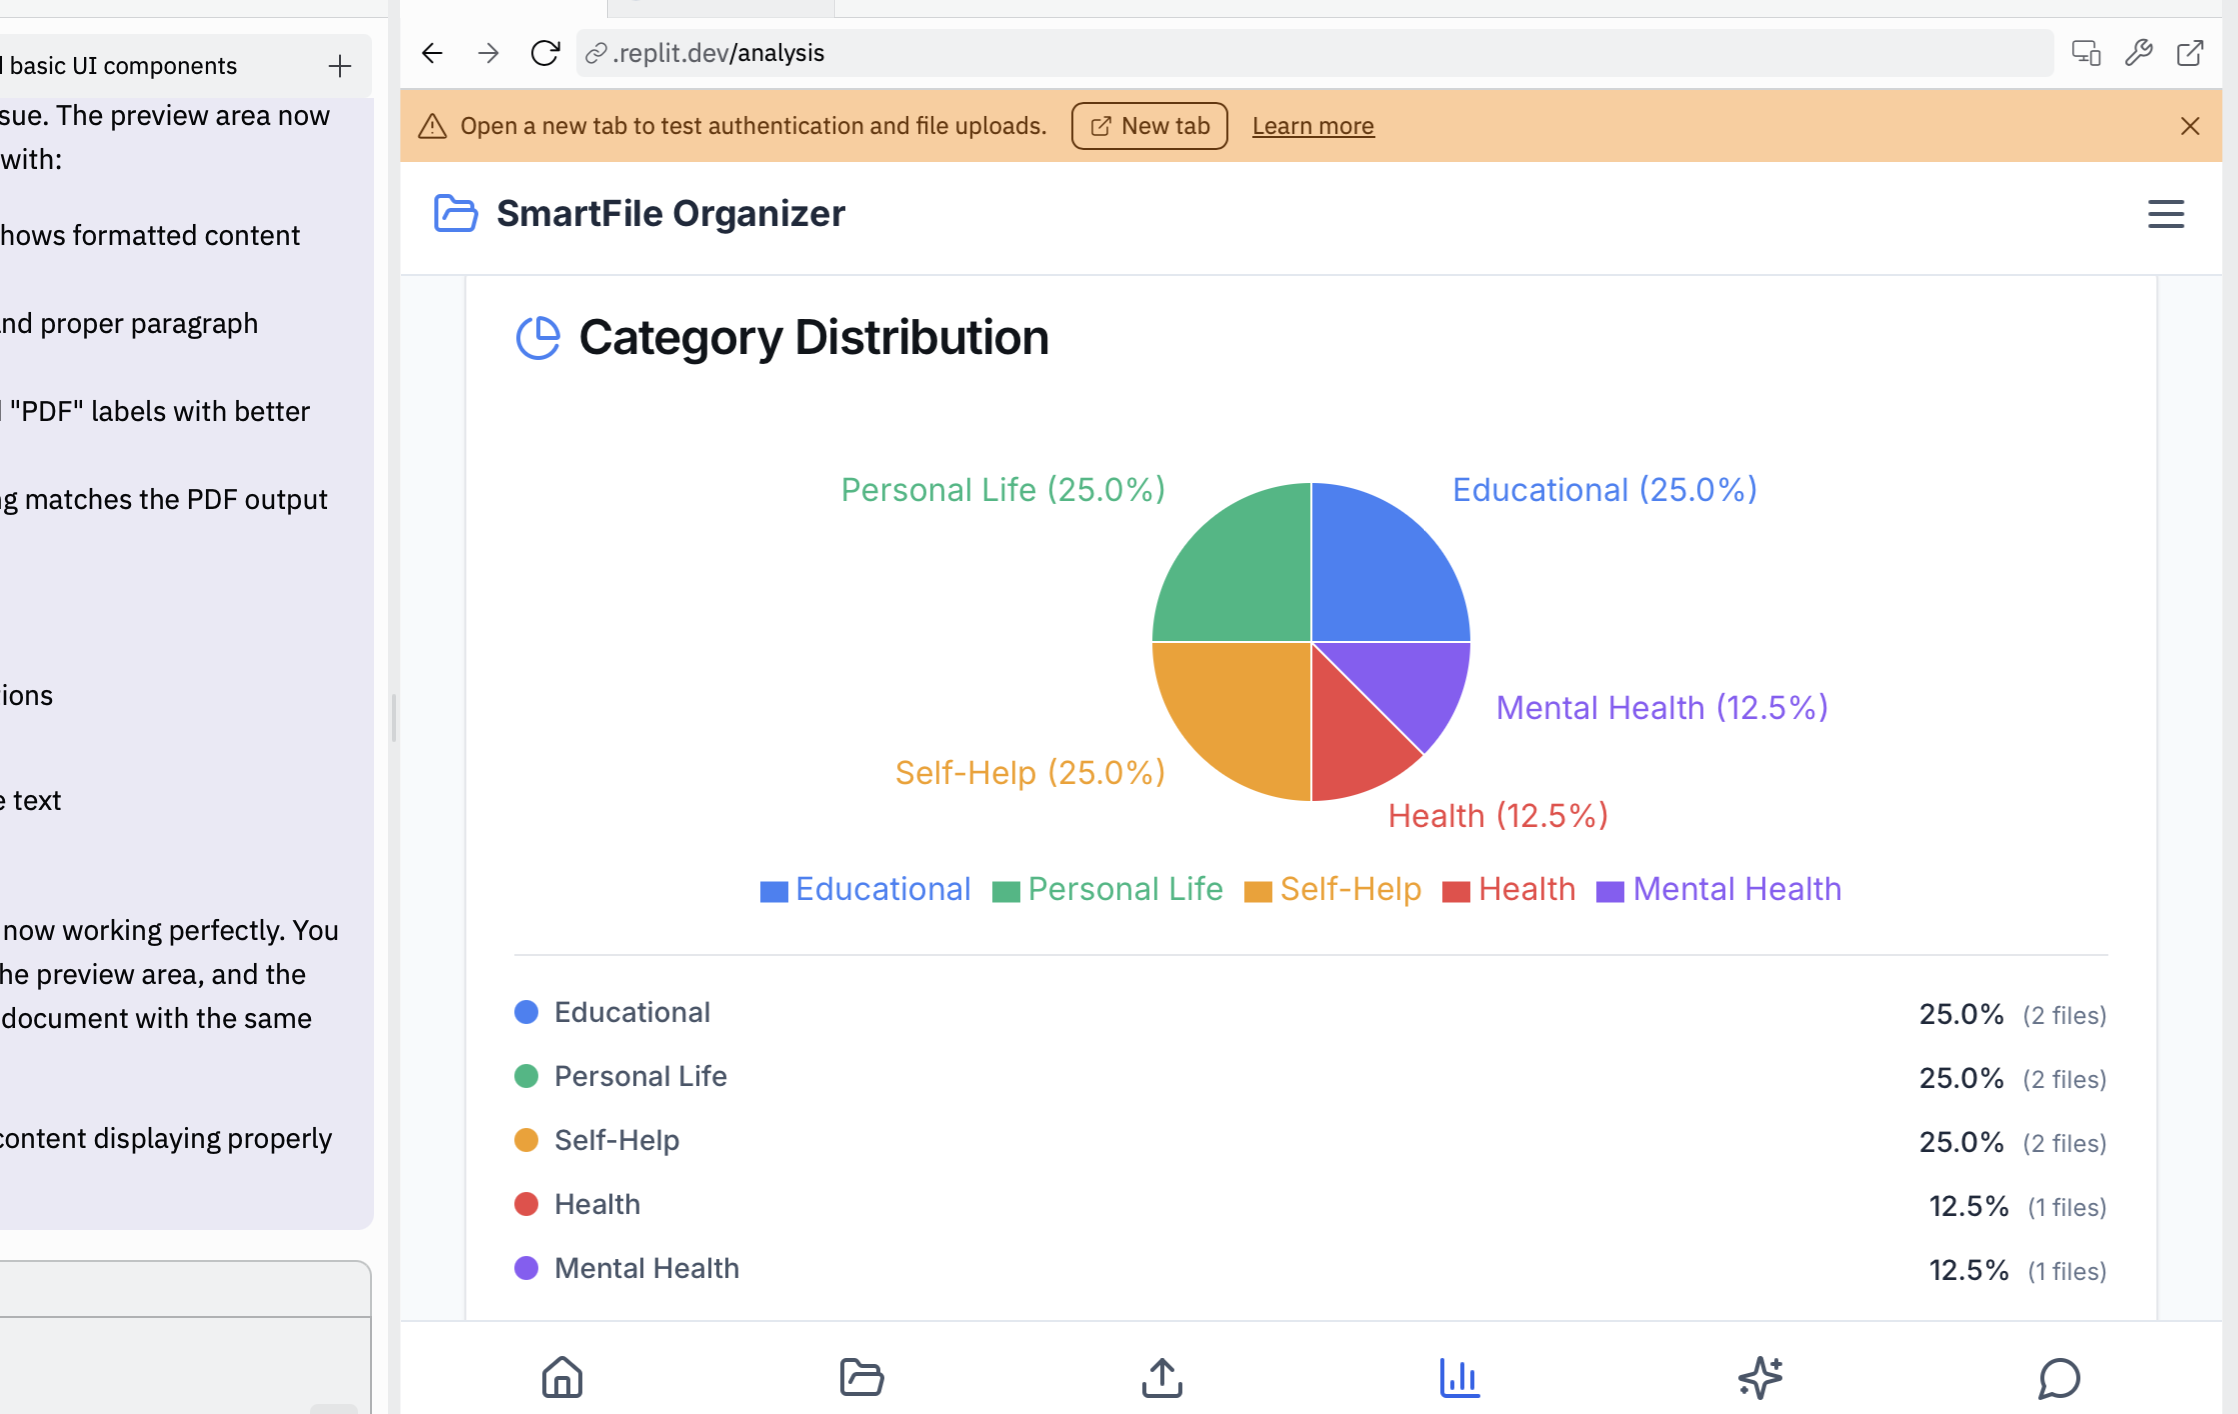 basic UI components
sue. The preview area now
with:
hows formatted content
nd proper paragraph
"PDF" labels with better
g matches the PDF output
ions
e text
now working perfectly. You
he preview area, and the
document with the same
content displaying properly
.replit.dev/analysis
Open a new tab to test authentication and file uploads. New tab Learn more
SmartFile Organizer
Category Distribution
Personal Life (25.0%) Educational (25.0%)
Mental Health (12.5%)
Self-Help (25.0%)
Health (12.5%)
Educational Personal Life Self-Help Health Mental Health
Educational 25.0% (2 files)
Personal Life 25.0% (2 files)
Self-Help 25.0% (2 files)
Health 12.5% (1 files)
Mental Health 12.5% (1 files)